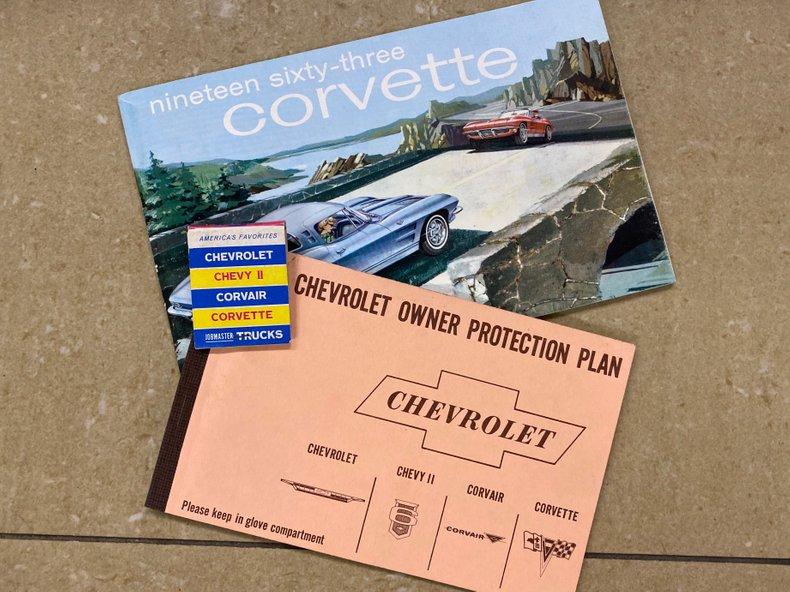 nineteen sixty-three
corvette
AMERICA'S FAVORITES
CHEVROLET
CHEVY II
CORVAIR
CORVETTE
JOBMASTER TRUCKS
CHEVROLET OWNER PROTECTION PLAN
CHEVROLET
CHEVROLET
CHEVY II
CORVAIR
CORVETTE
CORVAIR
Please keep in glove compartment